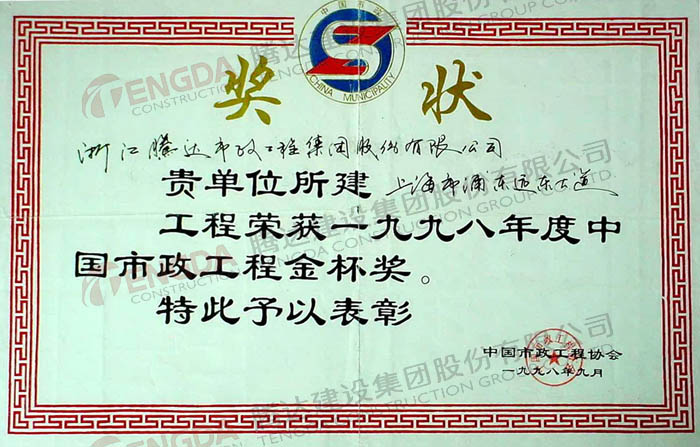 中国市政
CHINA MUNICIPALITY
奖状
浙江腾达市政工程集团股份有限公司
贵单位所建 上海市浦东远东大道
工程荣获一九九八年度中
国市政工程金杯奖。
特此予以表彰
中国市政工程协会
一九九八年九月
TENGDA 腾达建设集团股份有限公司
CONSTRUCTION GROUP CO.,LTD